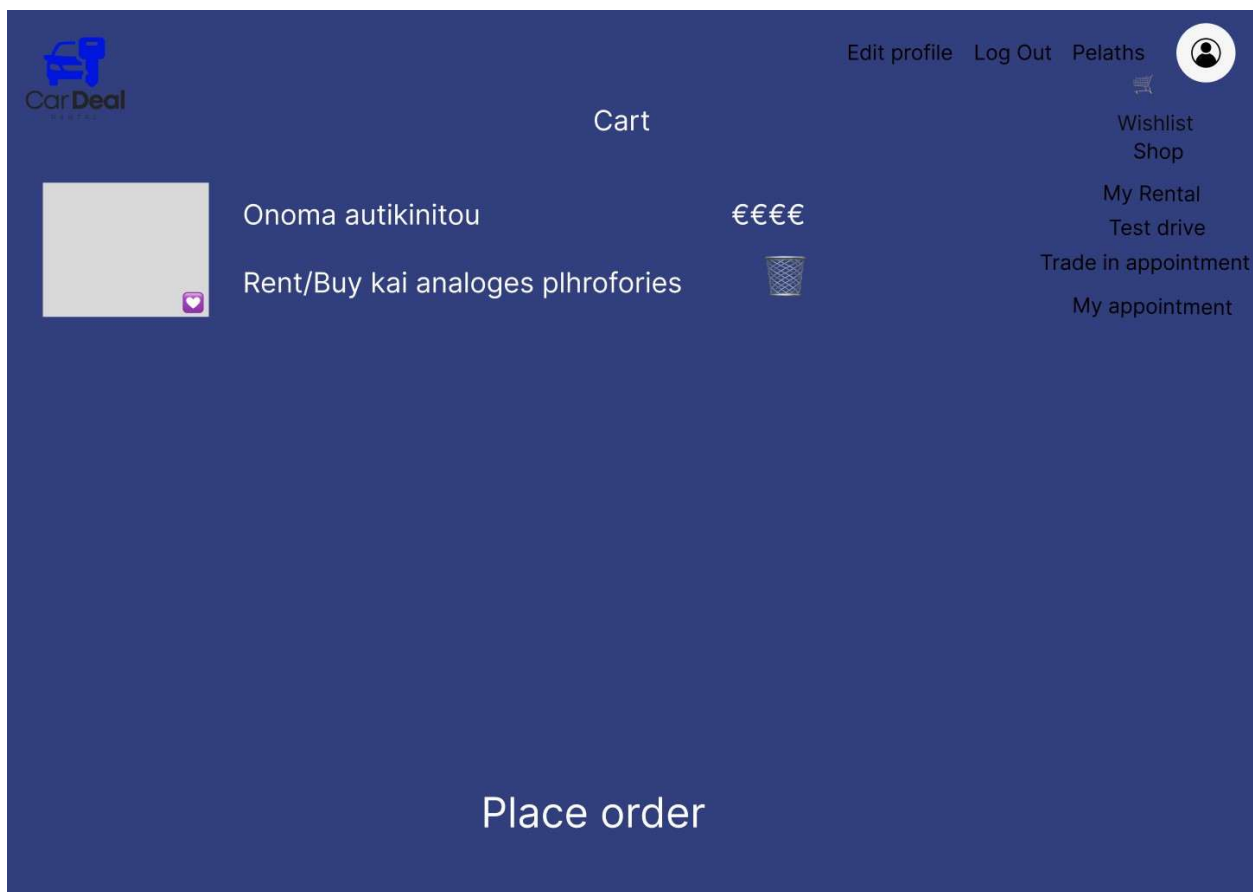 Edit profile Log Out Pelaths
CarDeal
Cart
Wishlist
Shop
Onoma autikinitou €€€€
My Rental
Test drive
Rent/Buy kai analoges plhrofories
Trade in appointment
My appointment
Place order